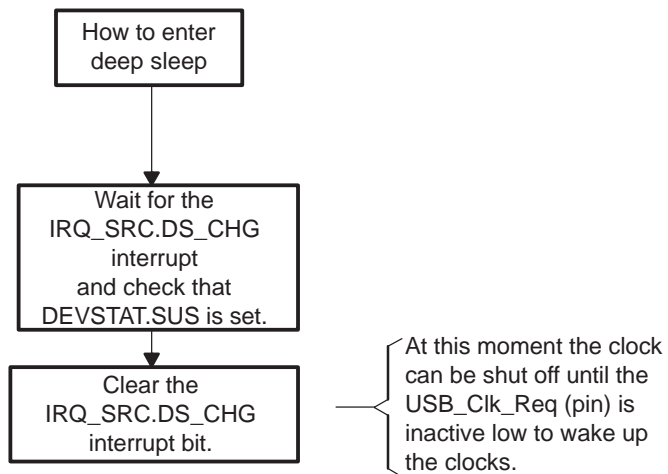 How to enter
deep sleep
Wait for the
IRQ_SRC.DS_CHG
interrupt
and check that
DEVSTAT.SUS is set.
Clear the
IRQ_SRC.DS_CHG
interrupt bit.
At this moment the clock
can be shut off until the
USB_Clk_Req (pin) is
inactive low to wake up
the clocks.